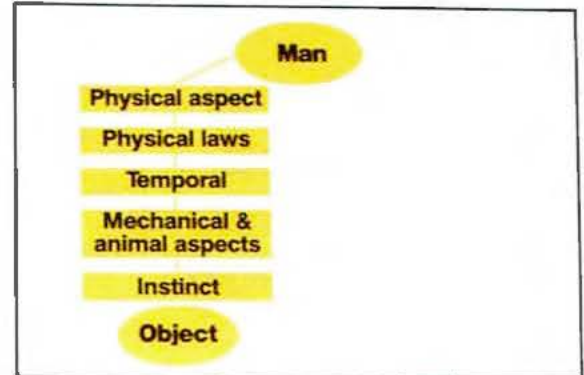 Man
Physical aspect
Physical laws
Temporal
Mechanical &
animal aspects
Instinct
Object